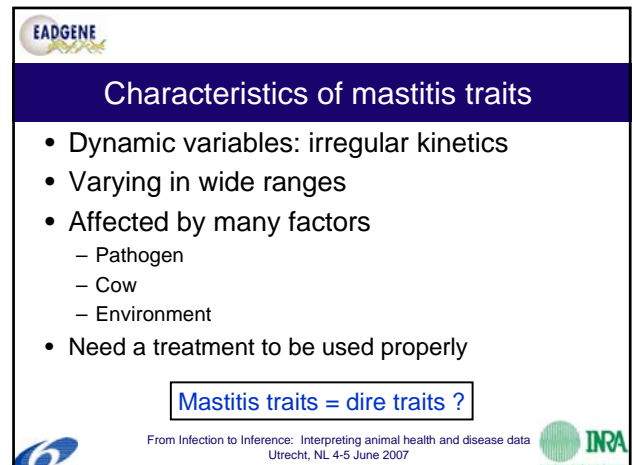 EADGENE
Characteristics of mastitis traits
• Dynamic variables: irregular kinetics
• Varying in wide ranges
• Affected by many factors
– Pathogen
– Cow
– Environment
• Need a treatment to be used properly
Mastitis traits = dire traits ?
From Infection to Inference: Interpreting animal health and disease data
Utrecht, NL 4-5 June 2007
6
INRA